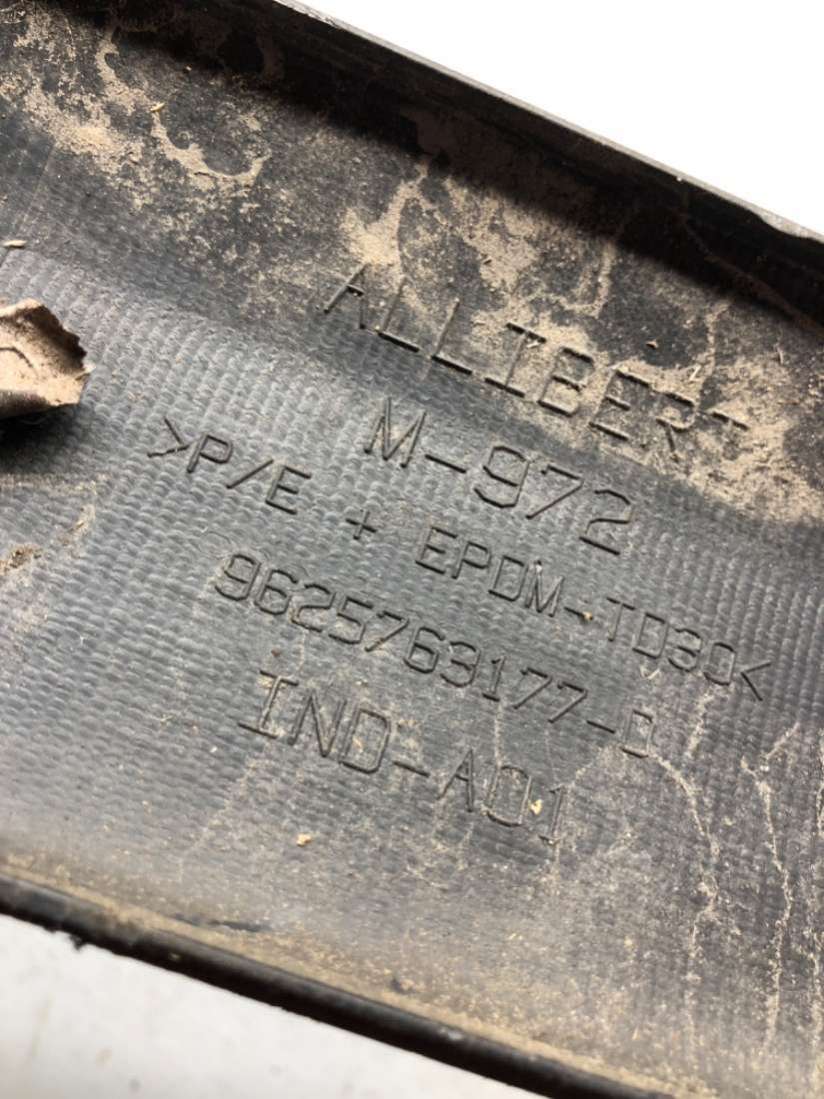 ALLIBERT
M-972
>P/E + EPDM-TD30<
9625763177-D
IND-A01